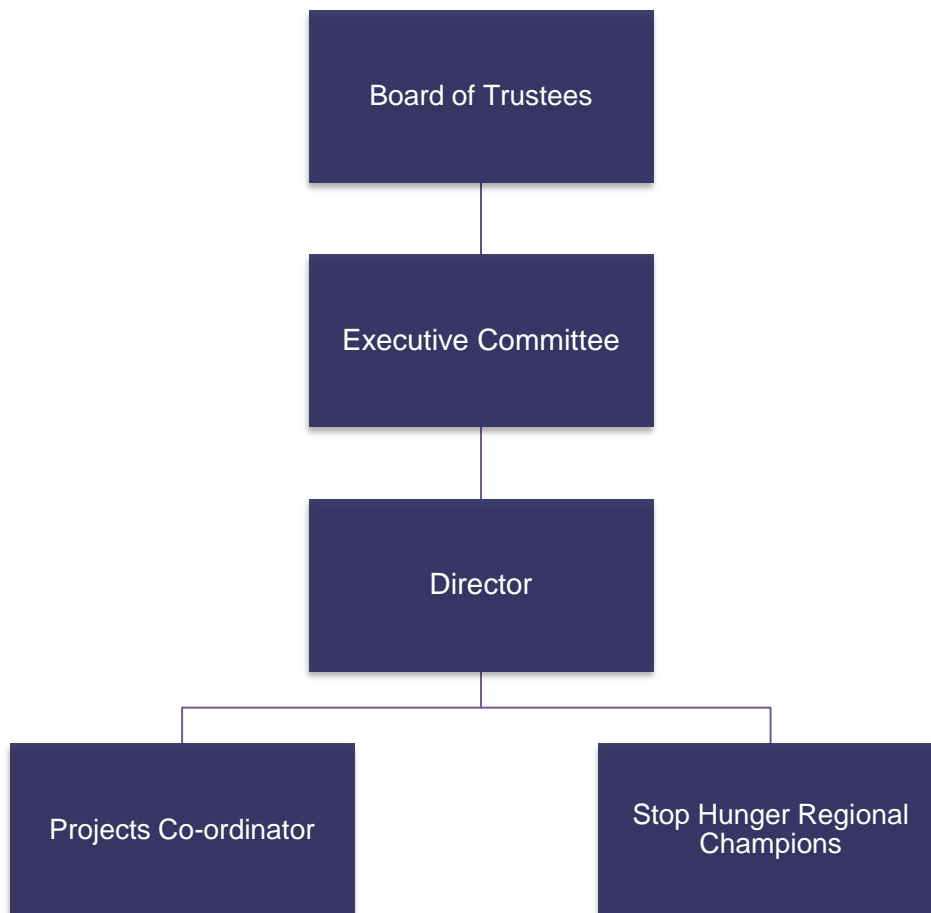 Board of Trustees
Executive Committee
Director
Projects Co-ordinator
Stop Hunger Regional
Champions